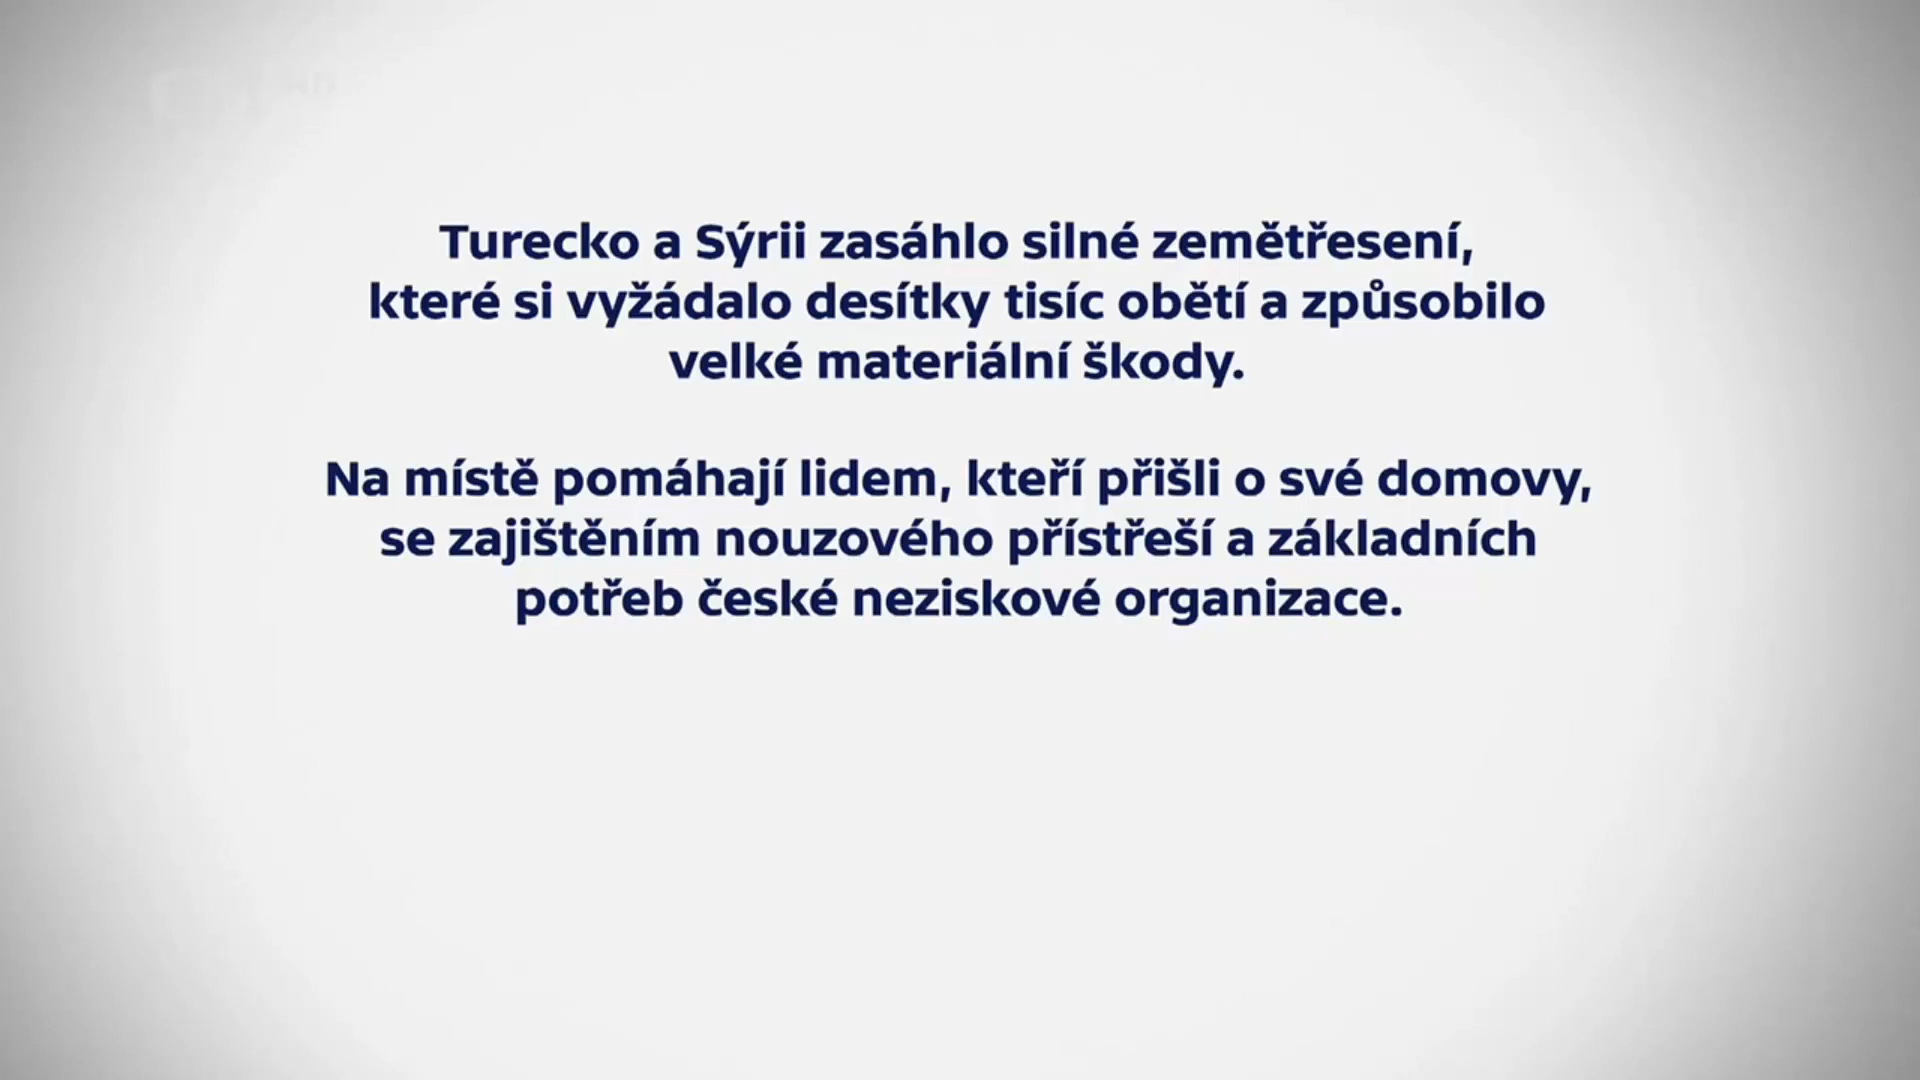 Turecko a Sýrii zasáhlo silné zemětřesení,
které si vyžádalo desítky tisíc obětí a způsobilo
velké materiální škody.
Na místě pomáhají lidem, kteří přišli o své domovy,
se zajištěním nouzového přístřeší a základních
potřeb české neziskové organizace.